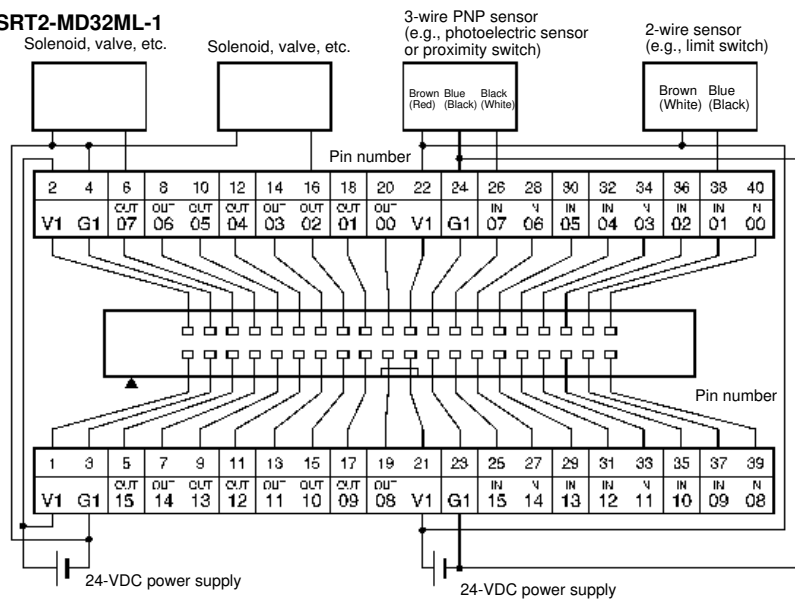 SRT2-MD32ML-1
Solenoid, valve, etc.
Solenoid, valve, etc.
3-wire PNP sensor
(e.g., photoelectric sensor
or proximity switch)
2-wire sensor
(e.g., limit switch)
Brown Blue Black
(Red) (Black) (White)
Brown Blue
(White) (Black)
Pin number
2 4 6 8 10 12 14 16 18 20 22 24 26 28 30 32 34 36 38 40
OUT OUT OUT OUT OUT OUT OUT OUT IN IN IN IN IN IN IN IN
V1 G1 07 06 05 04 03 02 01 00 V1 G1 07 06 05 04 03 02 01 00
Pin number
1 3 5 7 9 11 13 15 17 19 21 23 25 27 29 31 33 35 37 39
OUT OUT OUT OUT OUT OUT OUT OUT IN IN IN IN IN IN IN IN
V1 G1 15 14 13 12 11 10 09 08 V1 G1 15 14 13 12 11 10 09 08
24-VDC power supply
24-VDC power supply